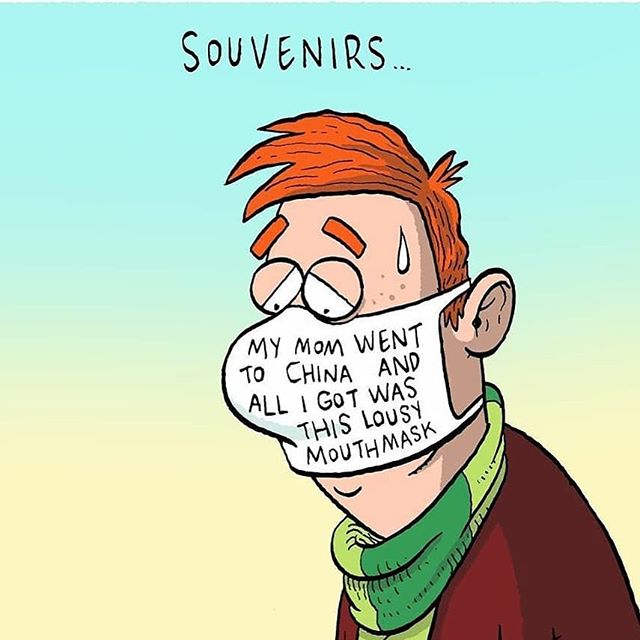 SOUVENIRS...
MY MOM WENT
TO CHINA AND
ALL I GOT WAS
THIS LOUSY
MOUTHMASK